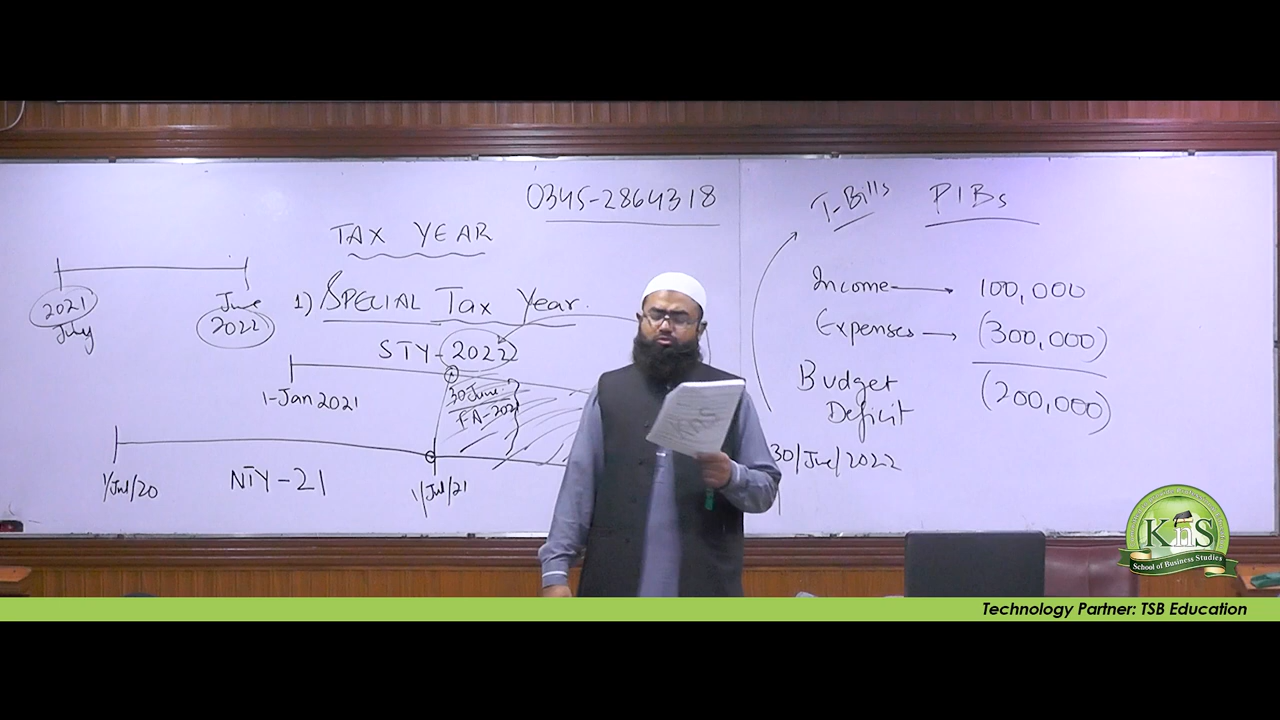 0345-2864318
TAX YEAR
2021
July
June
2022
1) SPECIAL Tax Year.
STY-2022
1-Jan 2021
30 June
FA-2021
NTY-21
1/Jul/20
1/Jul/21
T-Bills PIBs
Income → 100,000
Expenses → (300,000)
Budget
Deficit (200,000)
30/June/2022
KnS
School of Business Studies
Technology Partner: TSB Education